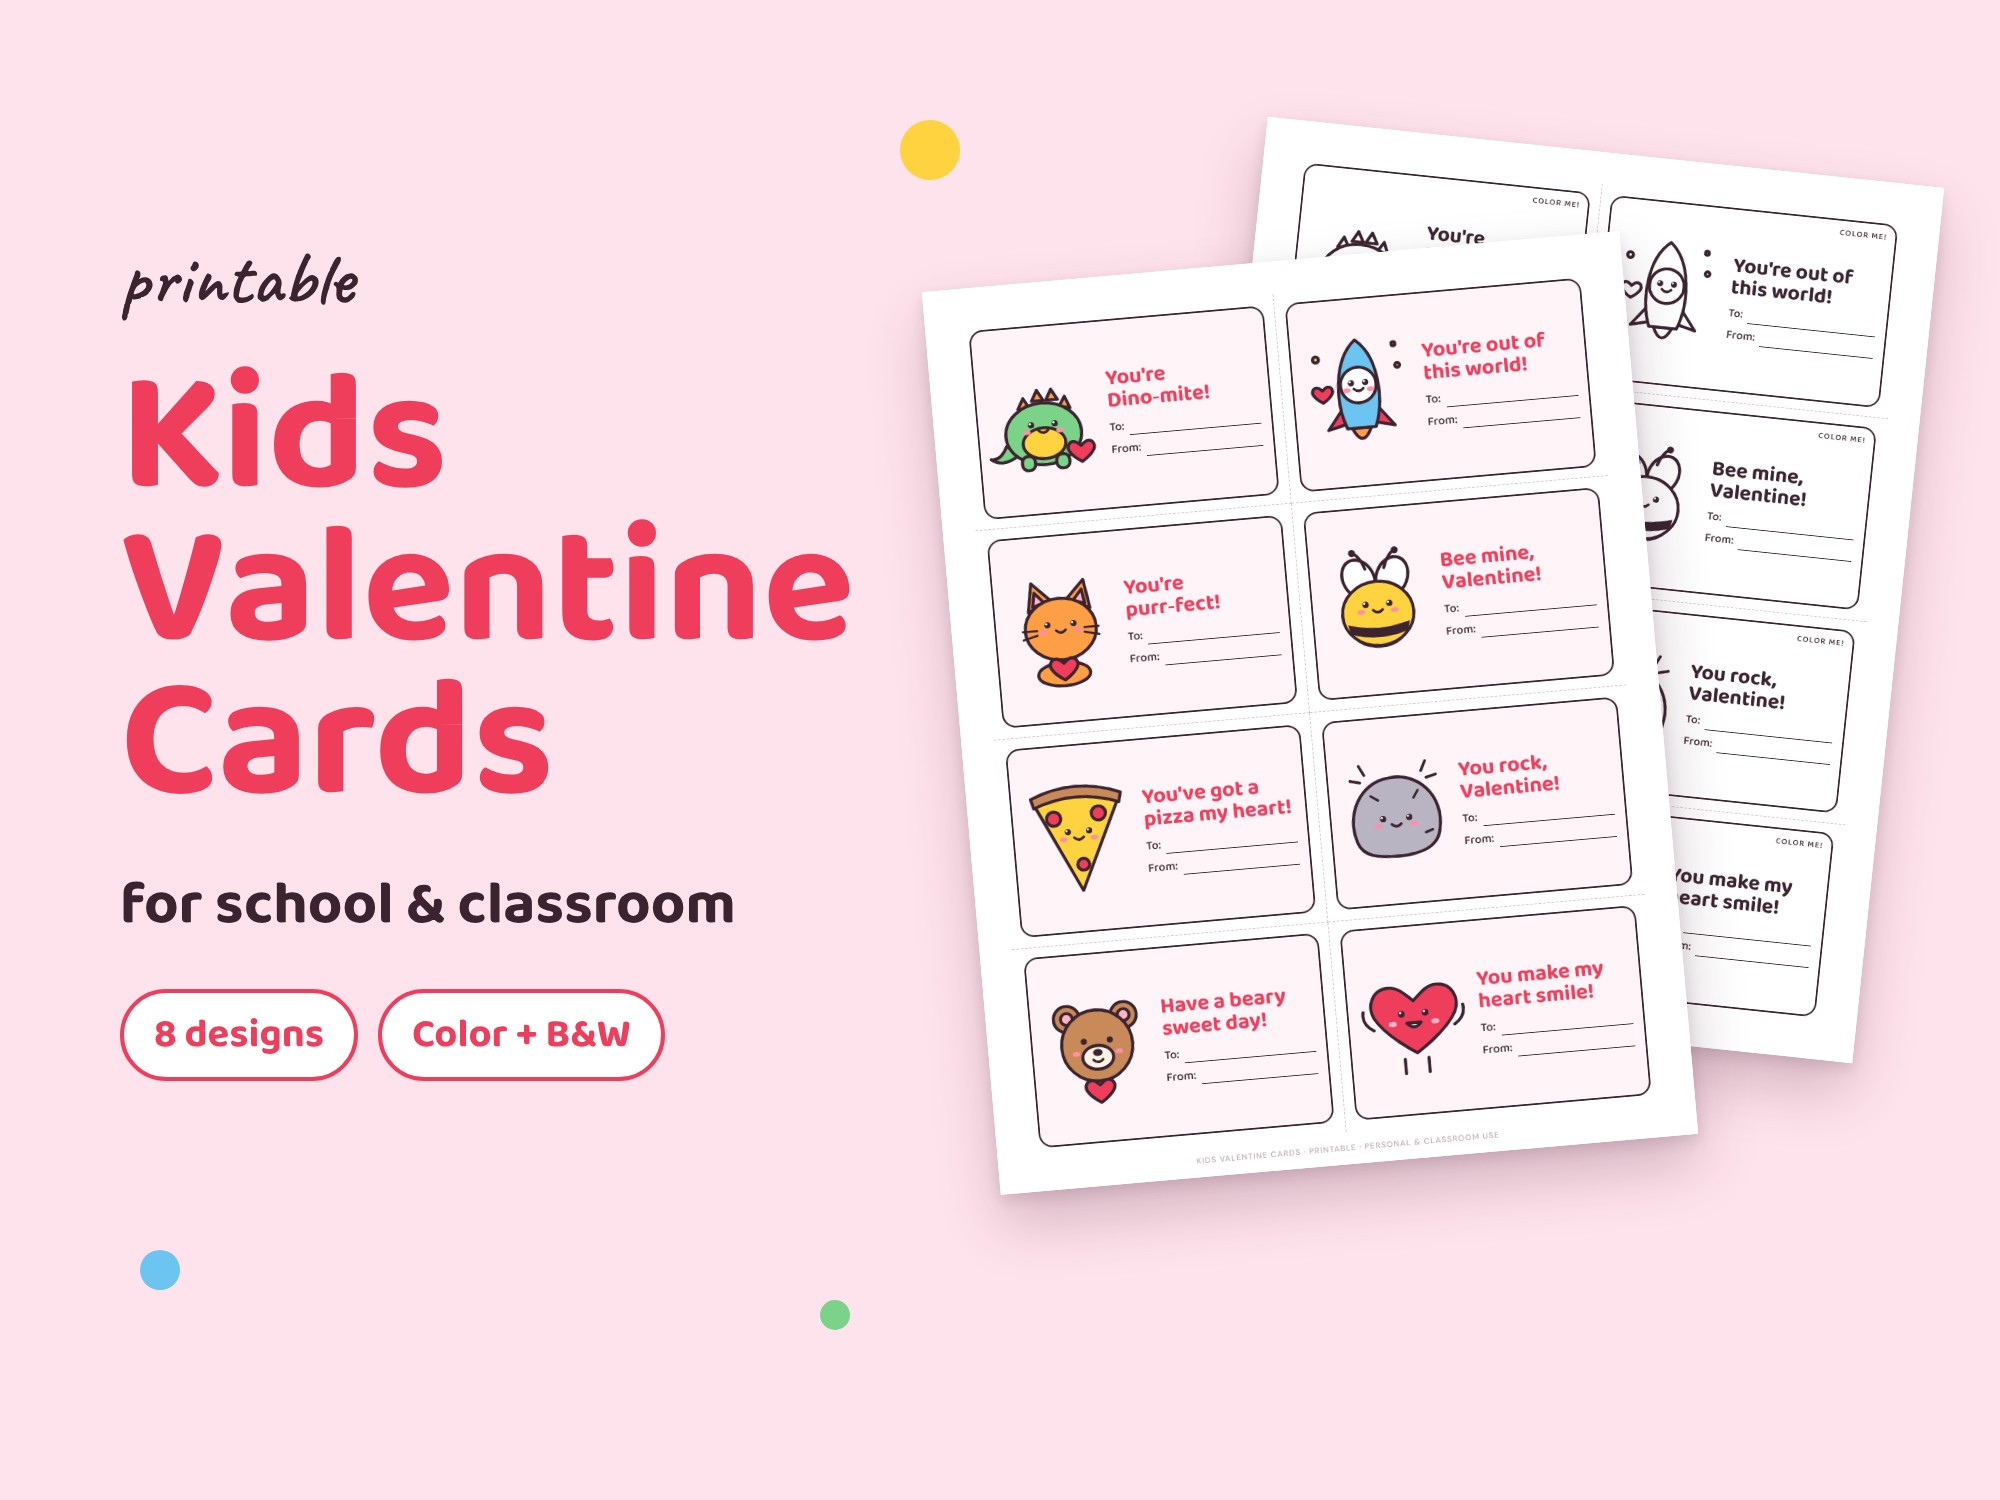 printable
Kids
Valentine
Cards
for school & classroom
8 designs
Color + B&W
You're
Dino-mite!
To:
From:
You're out of
this world!
To:
From:
You're
purr-fect!
To:
From:
Bee mine,
Valentine!
To:
From:
You've got a
pizza my heart!
To:
From:
You rock,
Valentine!
To:
From:
Have a beary
sweet day!
To:
From:
You make my
heart smile!
To:
From:
KIDS VALENTINE CARDS · PRINTABLE · PERSONAL & CLASSROOM USE
COLOR ME!
You're
COLOR ME!
You're out of
this world!
To:
From:
COLOR ME!
Bee mine,
Valentine!
To:
From:
COLOR ME!
You rock,
Valentine!
To:
From:
COLOR ME!
You make my
heart smile!